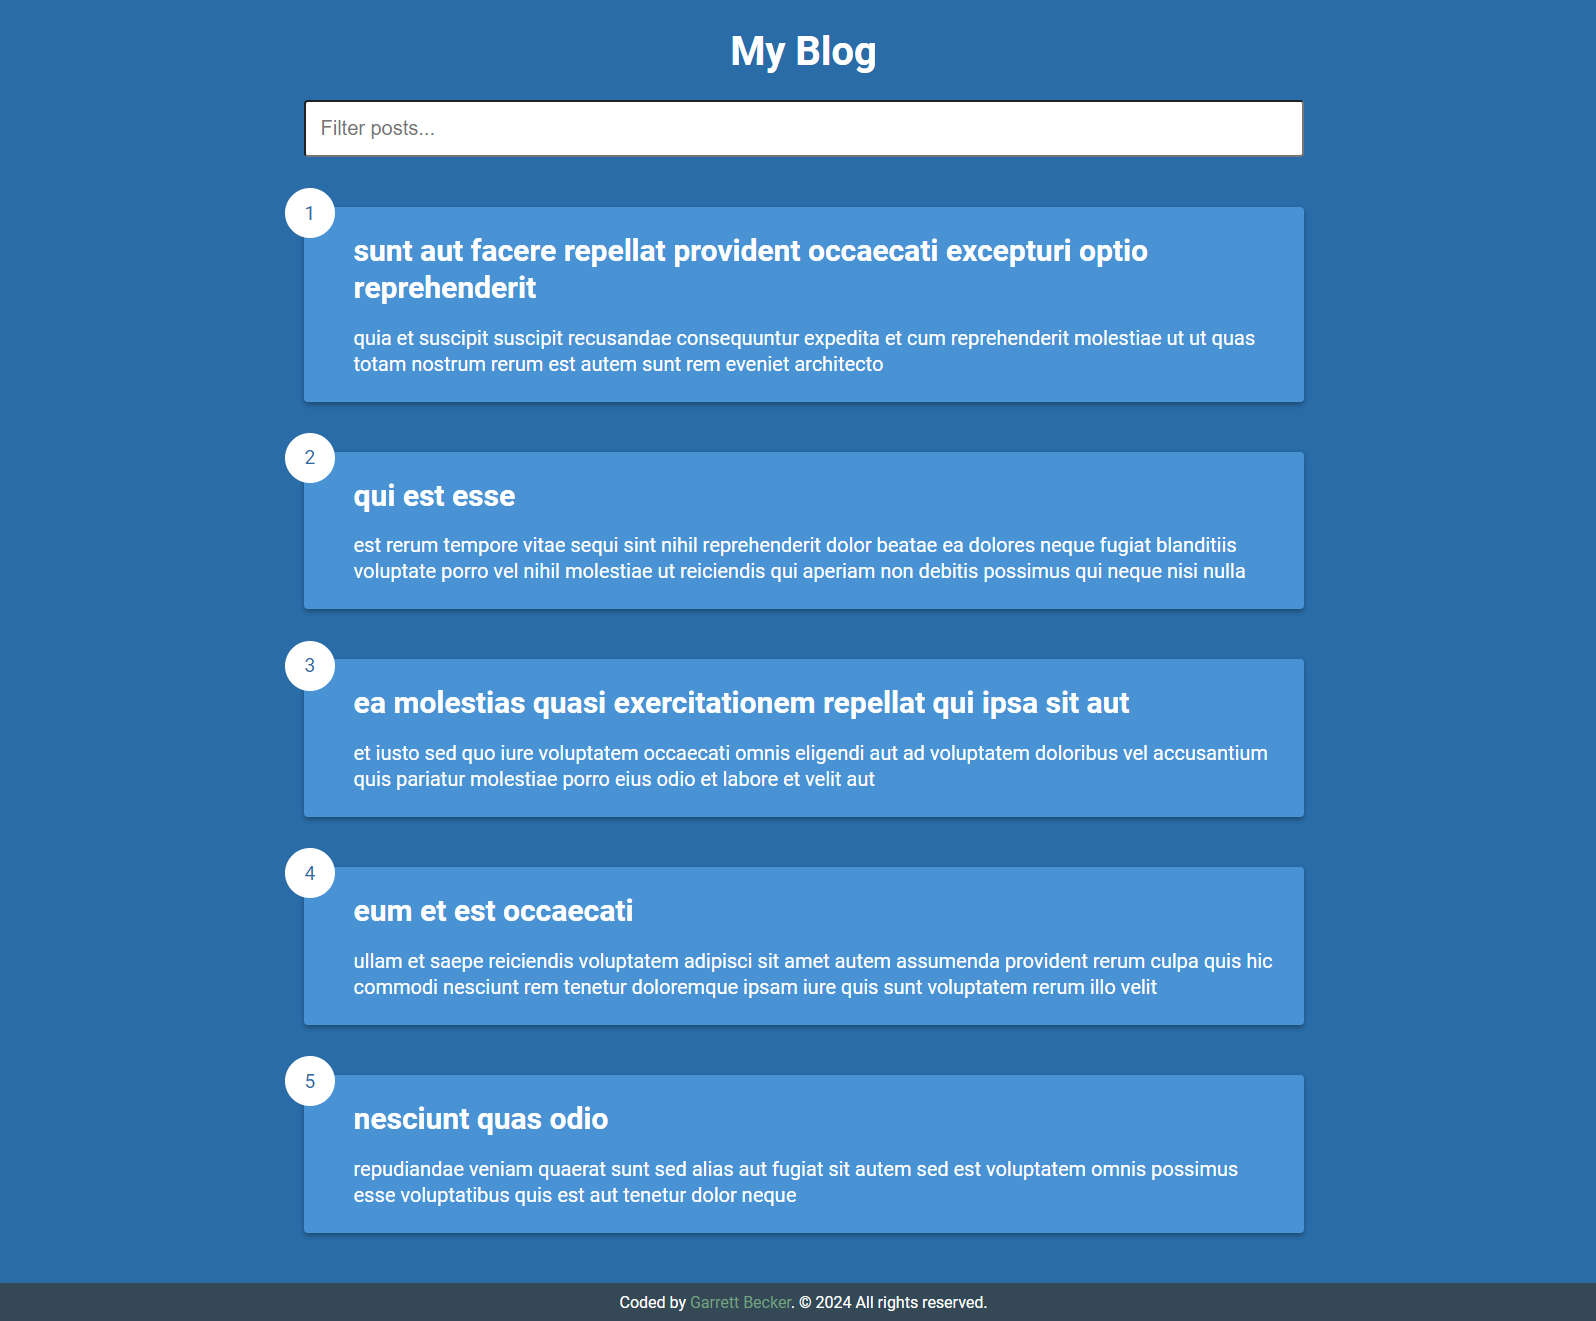 My Blog
Filter posts...
1
sunt aut facere repellat provident occaecati excepturi optio
reprehenderit
quia et suscipit suscipit recusandae consequuntur expedita et cum reprehenderit molestiae ut ut quas
totam nostrum rerum est autem sunt rem eveniet architecto
2
qui est esse
est rerum tempore vitae sequi sint nihil reprehenderit dolor beatae ea dolores neque fugiat blanditiis
voluptate porro vel nihil molestiae ut reiciendis qui aperiam non debitis possimus qui neque nisi nulla
3
ea molestias quasi exercitationem repellat qui ipsa sit aut
et iusto sed quo iure voluptatem occaecati omnis eligendi aut ad voluptatem doloribus vel accusantium
quis pariatur molestiae porro eius odio et labore et velit aut
4
eum et est occaecati
ullam et saepe reiciendis voluptatem adipisci sit amet autem assumenda provident rerum culpa quis hic
commodi nesciunt rem tenetur doloremque ipsam iure quis sunt voluptatem rerum illo velit
5
nesciunt quas odio
repudiandae veniam quaerat sunt sed alias aut fugiat sit autem sed est voluptatem omnis possimus
esse voluptatibus quis est aut tenetur dolor neque
Coded by Garrett Becker. © 2024 All rights reserved.